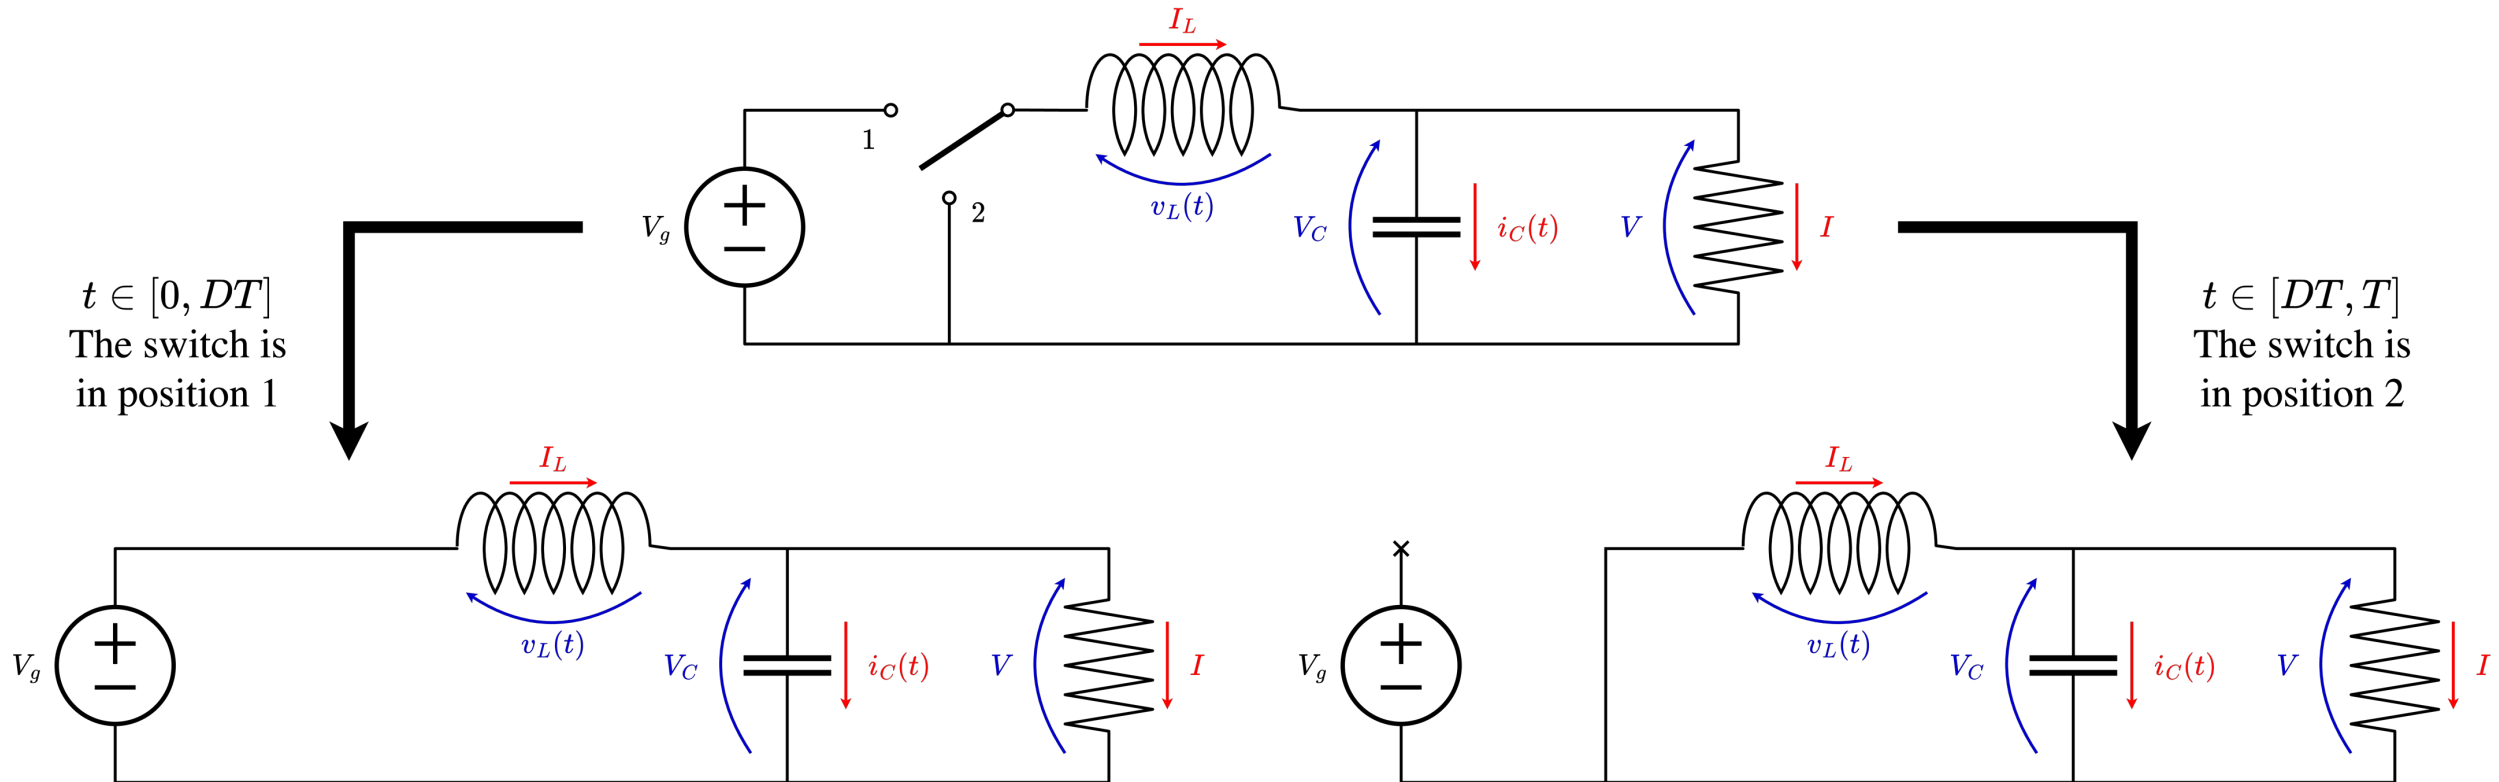 I_L
1
2
v_L(t)
V_g
V_C
i_C(t)
V
I
t ∈ [0, DT]
The switch is
in position 1
t ∈ [DT, T]
The switch is
in position 2
I_L
v_L(t)
V_g
V_C
i_C(t)
V
I
I_L
v_L(t)
V_g
V_C
i_C(t)
V
I